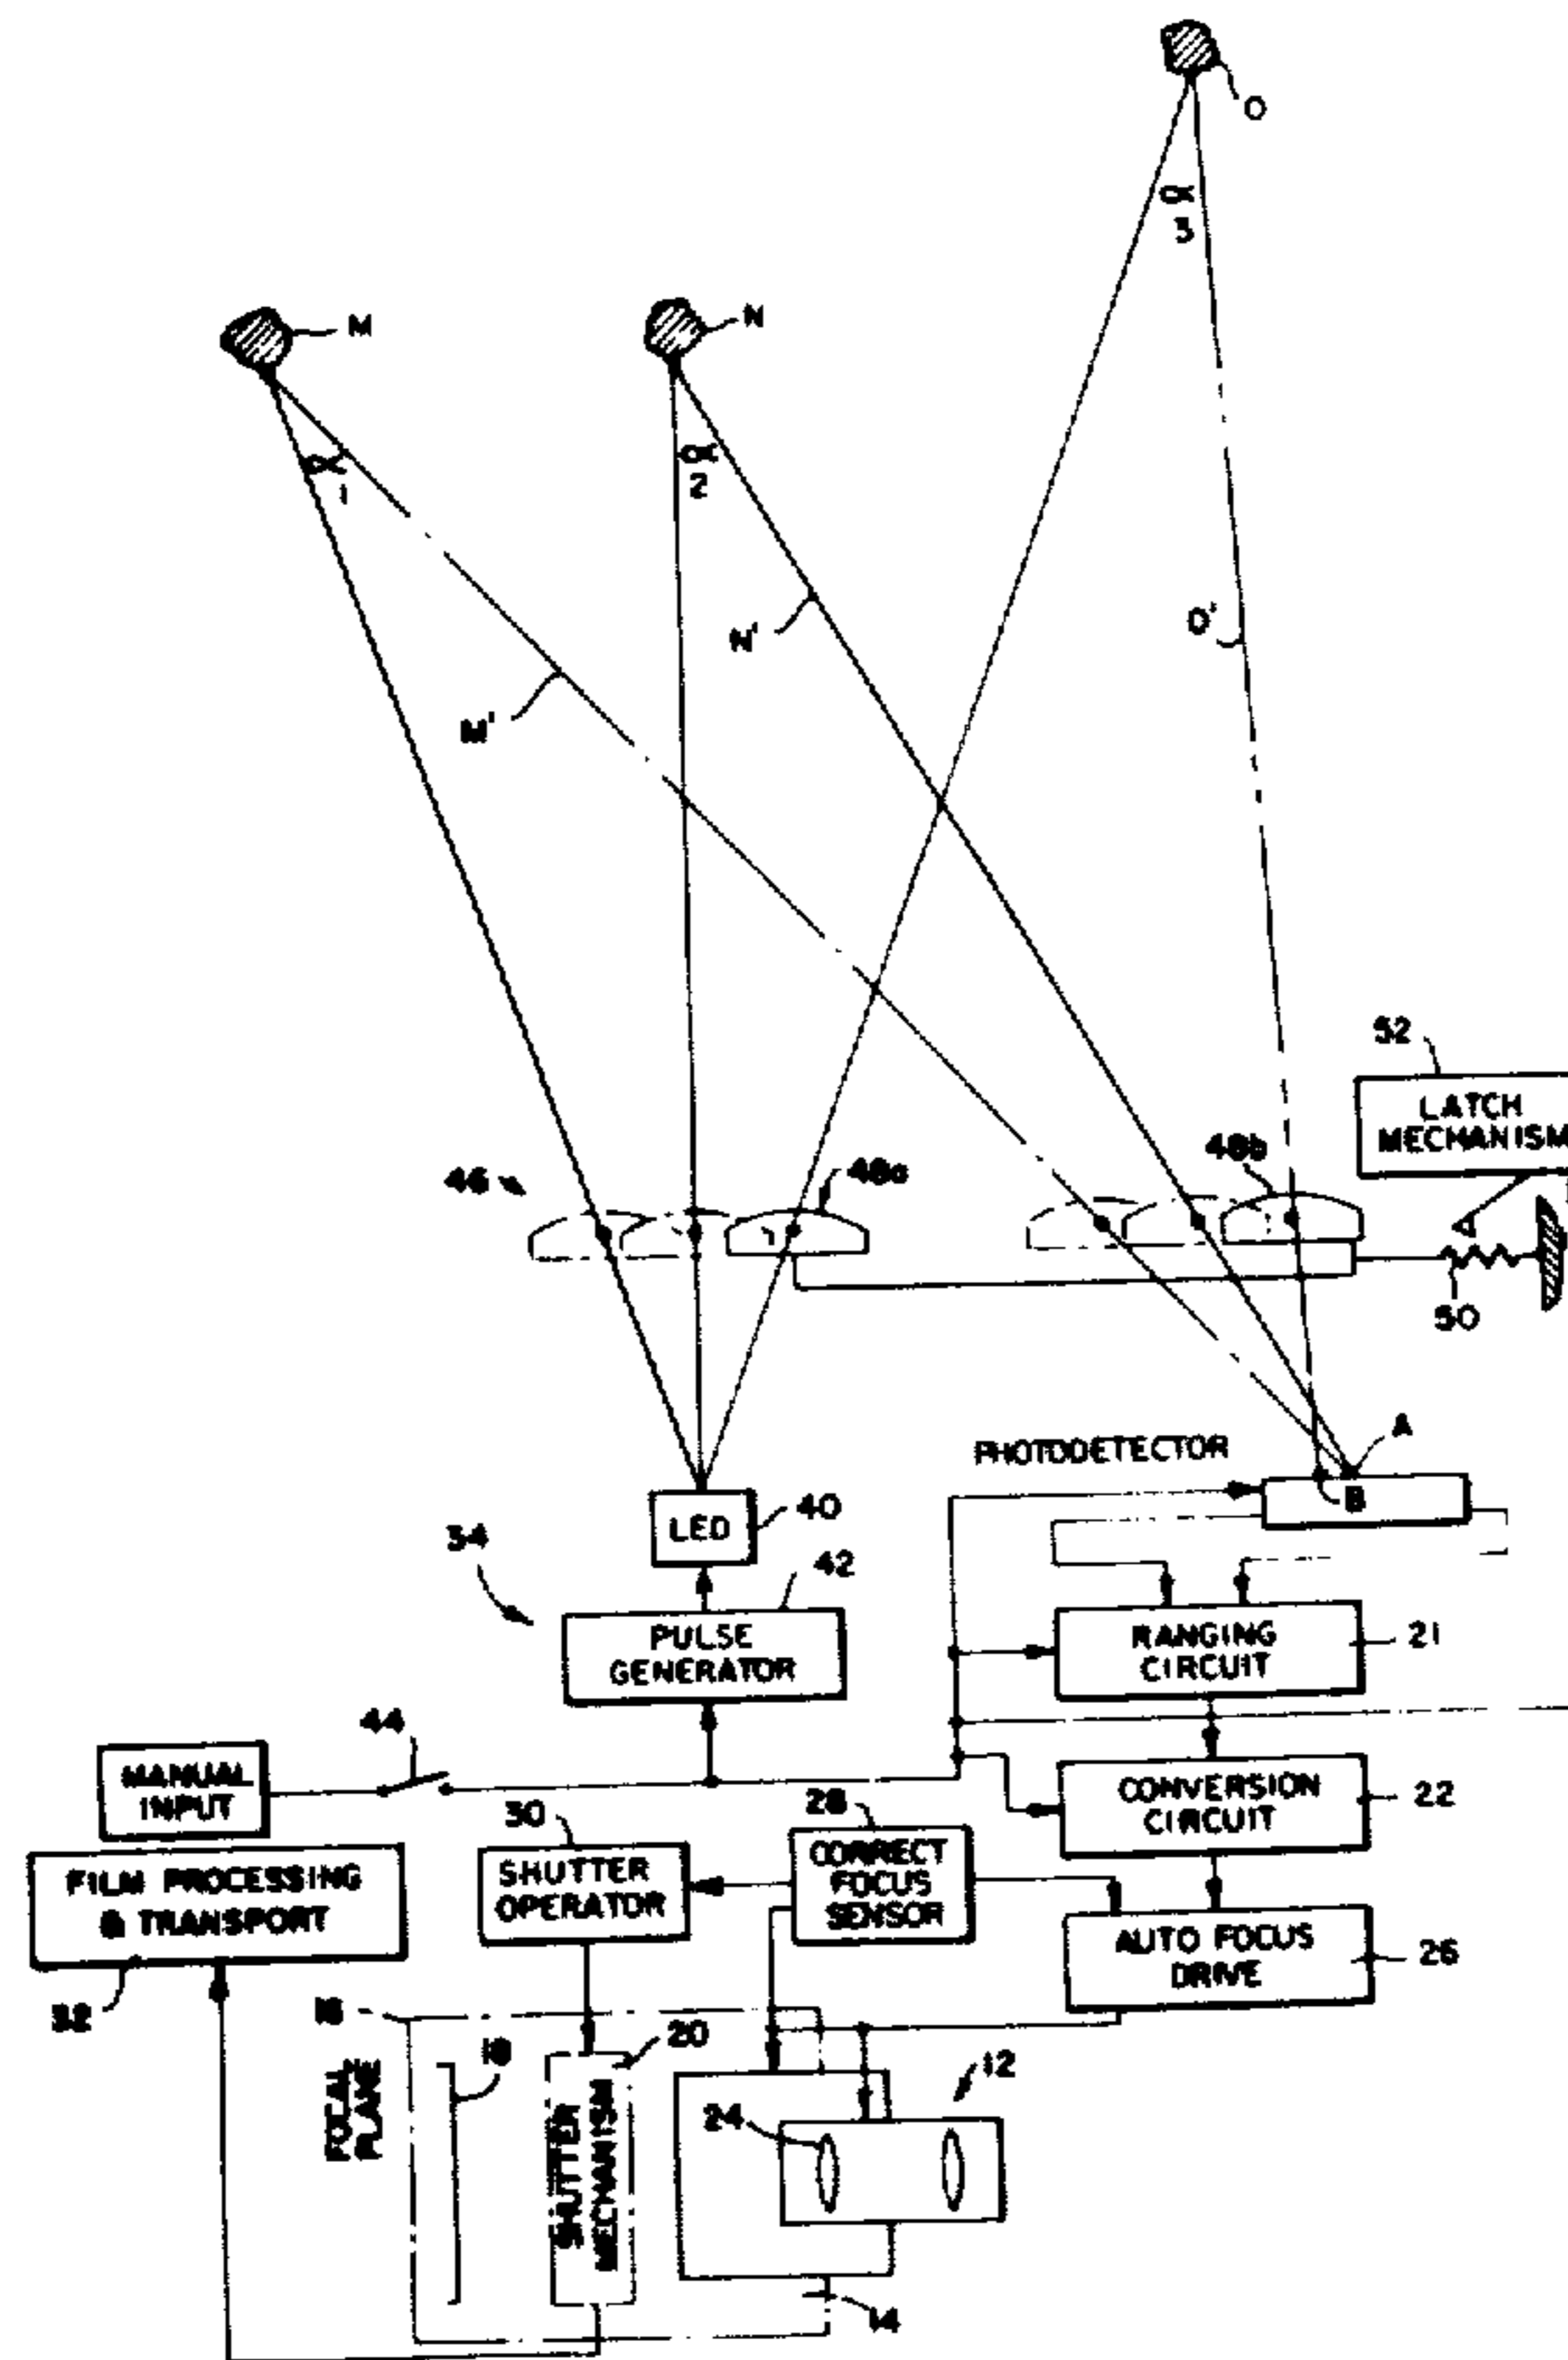 O
α
3
M
N
α
1
α
2
N'
O'
M'
52
LATCH
MECHANISM
46
48a
48b
50
A
PHOTODETECTOR
B
LED
40
34
42
PULSE
GENERATOR
RANGING
CIRCUIT
21
44
MANUAL
INPUT
CONVERSION
CIRCUIT
22
30
28
SHUTTER
OPERATOR
CORRECT
FOCUS
SENSOR
FILM PROCESSING
& TRANSPORT
AUTO FOCUS
DRIVE
26
32
16
18
20
12
FOCAL
PLANE
SHUTTER
MECHANISM
24
14